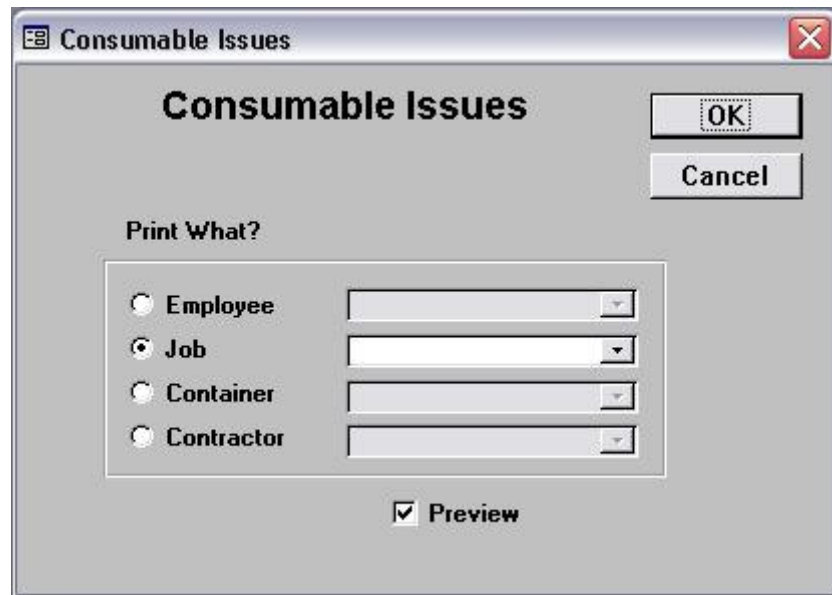 Consumable Issues
Consumable Issues
OK
Cancel
Print What?
Employee
Job
Container
Contractor
Preview